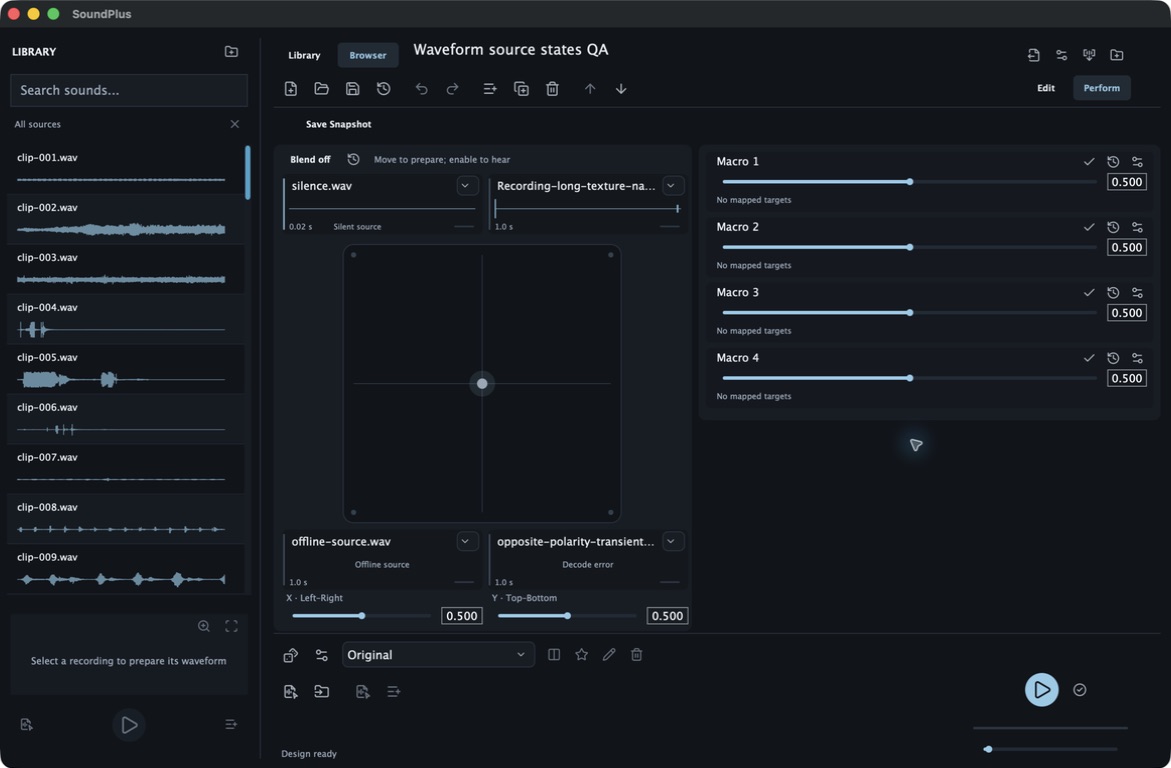 SoundPlus
LIBRARY
Search sounds...
All sources
clip-001.wav
clip-002.wav
clip-003.wav
clip-004.wav
clip-005.wav
clip-006.wav
clip-007.wav
clip-008.wav
clip-009.wav
Select a recording to prepare its waveform
Library
Browser
Waveform source states QA
Edit
Perform
Save Snapshot
Blend off
Move to prepare; enable to hear
silence.wav
0.02 s
Silent source
Recording-long-texture-na...
1.0 s
offline-source.wav
Offline source
1.0 s
opposite-polarity-transient...
Decode error
1.0 s
X - Left-Right
0.500
Y - Top-Bottom
0.500
Macro 1
0.500
No mapped targets
Macro 2
0.500
No mapped targets
Macro 3
0.500
No mapped targets
Macro 4
0.500
No mapped targets
Original
Design ready